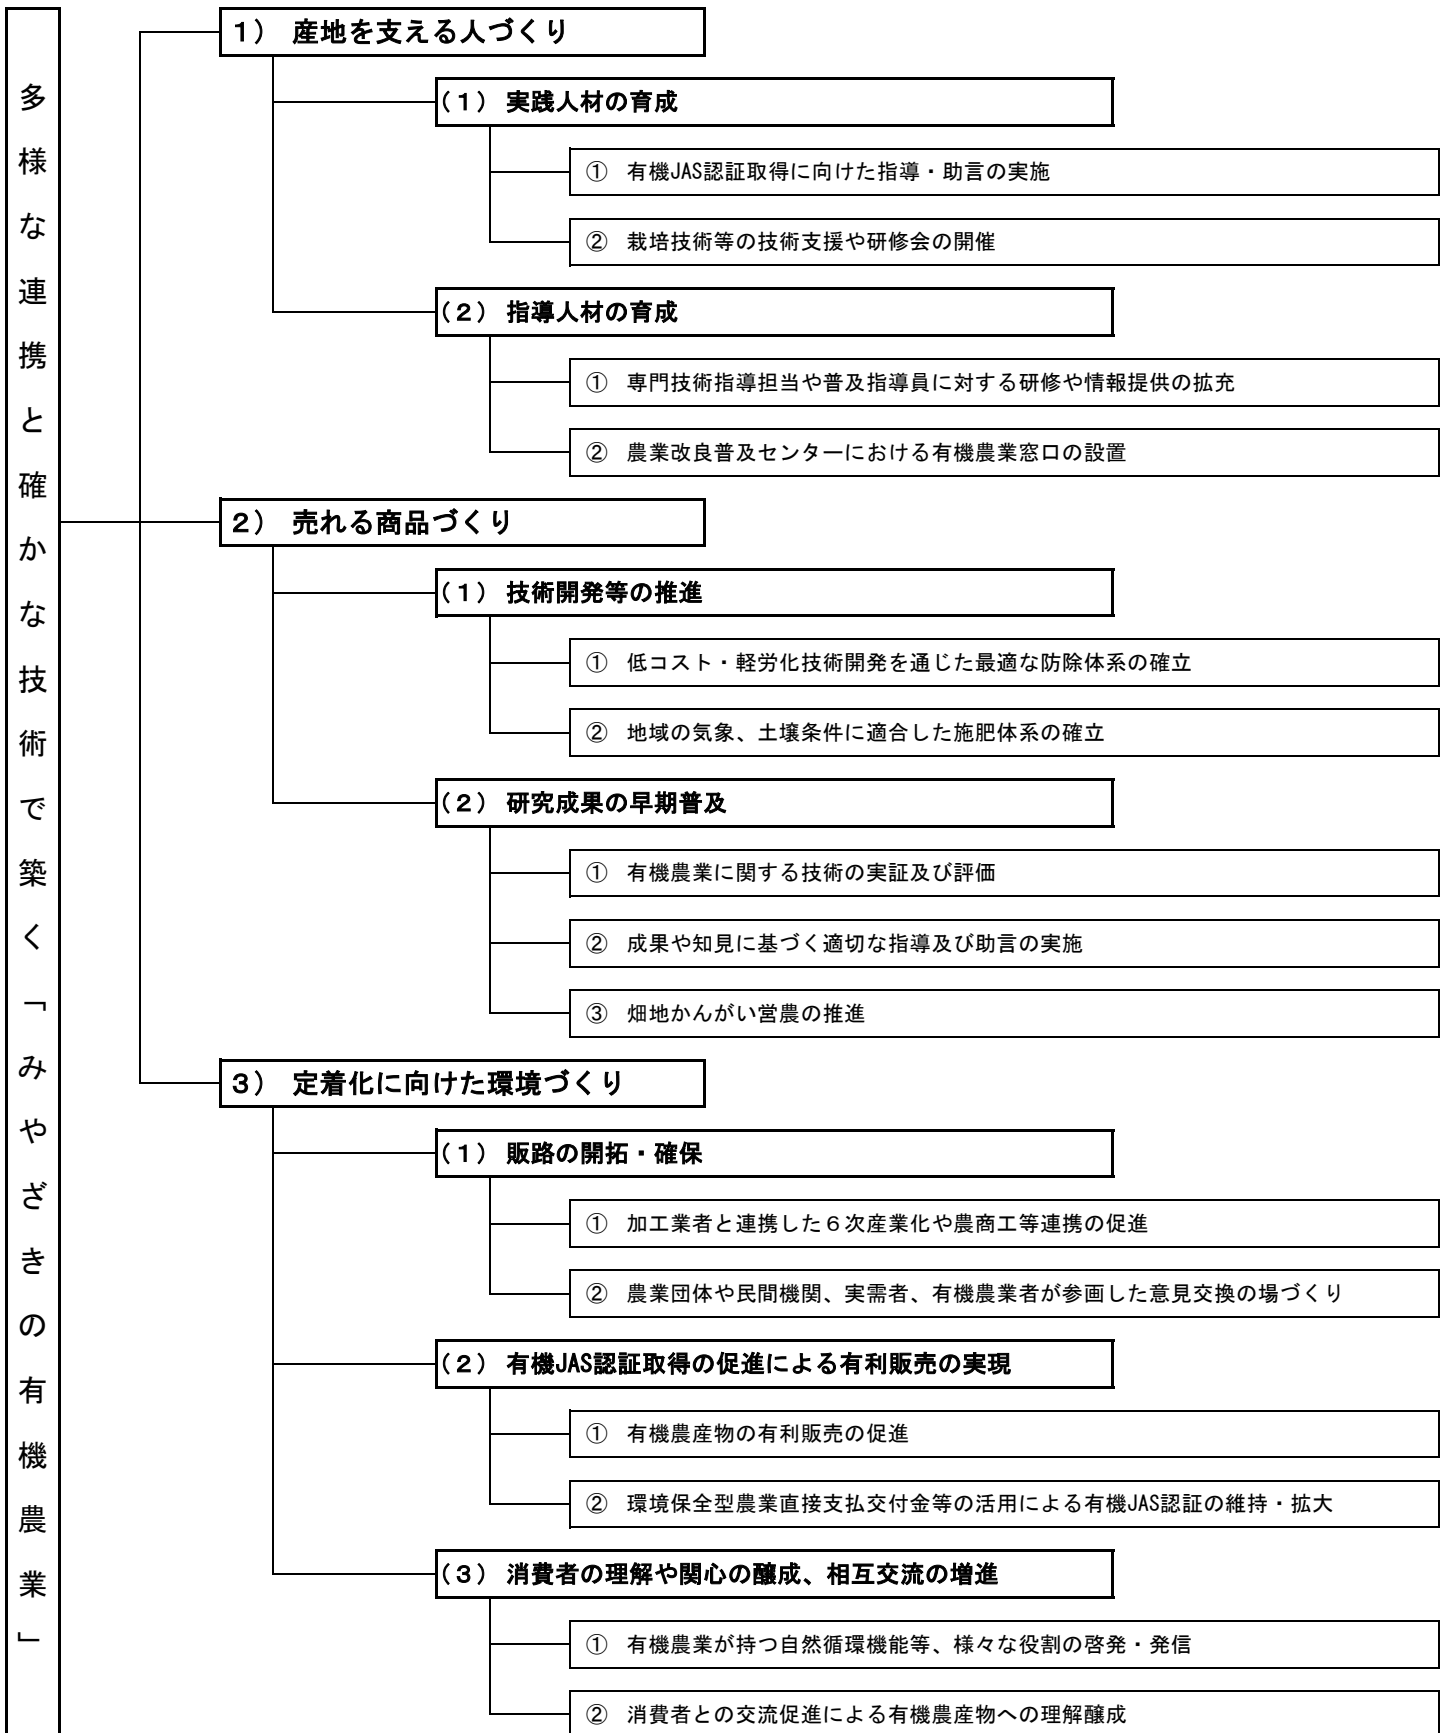 多様な連携と確かな技術で築く「みやざきの有機農業」
１） 産地を支える人づくり
（１） 実践人材の育成
① 有機JAS認証取得に向けた指導・助言の実施
② 栽培技術等の技術支援や研修会の開催
（２） 指導人材の育成
① 専門技術指導担当や普及指導員に対する研修や情報提供の拡充
② 農業改良普及センターにおける有機農業窓口の設置
２） 売れる商品づくり
（１） 技術開発等の推進
① 低コスト・軽労化技術開発を通じた最適な防除体系の確立
② 地域の気象、土壌条件に適合した施肥体系の確立
（２） 研究成果の早期普及
① 有機農業に関する技術の実証及び評価
② 成果や知見に基づく適切な指導及び助言の実施
③ 畑地かんがい営農の推進
３） 定着化に向けた環境づくり
（１） 販路の開拓・確保
① 加工業者と連携した６次産業化や農商工等連携の促進
② 農業団体や民間機関、実需者、有機農業者が参画した意見交換の場づくり
（２） 有機JAS認証取得の促進による有利販売の実現
① 有機農産物の有利販売の促進
② 環境保全型農業直接支払交付金等の活用による有機JAS認証の維持・拡大
（３） 消費者の理解や関心の醸成、相互交流の増進
① 有機農業が持つ自然循環機能等、様々な役割の啓発・発信
② 消費者との交流促進による有機農産物への理解醸成